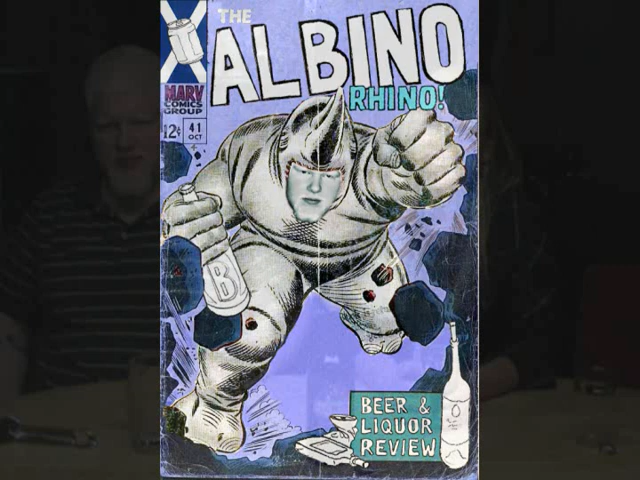 THE
ALBINO
RHINO!
MARV
COMICS
GROUP
12¢
41
OCT
B
BEER &
LIQUOR
REVIEW